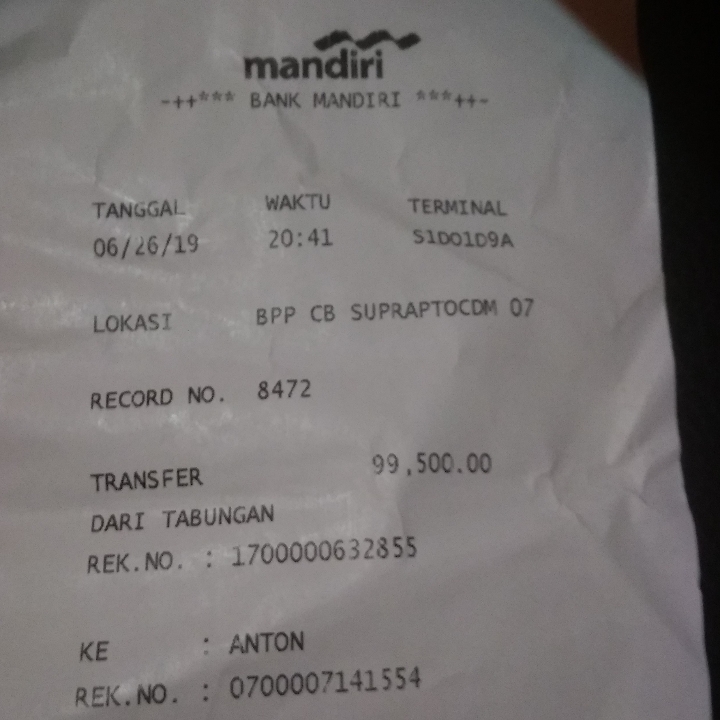 mandiri
-++*** BANK MANDIRI ***++-
TANGGAL WAKTU TERMINAL
06/26/19 20:41 S1DO1D9A
LOKASI BPP CB SUPRAPTOCDM 07
RECORD NO. 8472
TRANSFER 99,500.00
DARI TABUNGAN
REK.NO. : 1700000632855
KE : ANTON
REK.NO. : 0700007141554